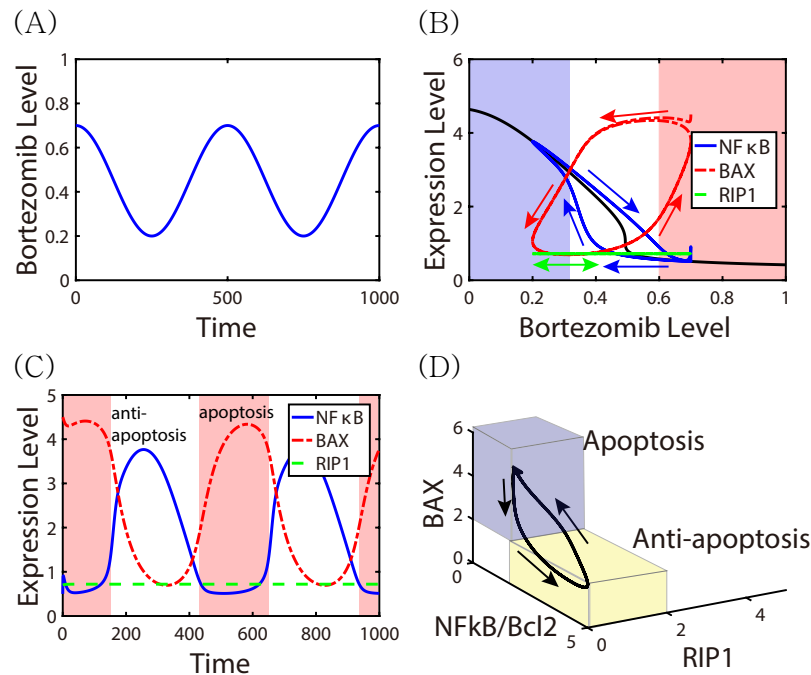 (A)
1
0.8
0.6
0.4
0.2
0
Bortezomib Level
0 500 1000
Time
(B)
6
4
2
0
Expression Level
NF κB
BAX
RIP1
0 0.2 0.4 0.6 0.8 1
Bortezomib Level
(C)
5
4
3
2
1
0
Expression Level
anti-
apoptosis
apoptosis
NF κB
BAX
RIP1
0 200 400 600 800 1000
Time
(D)
6
4
2
0
BAX
Apoptosis
Anti-apoptosis
0
5
NFkB/Bcl2
0 2 4
RIP1